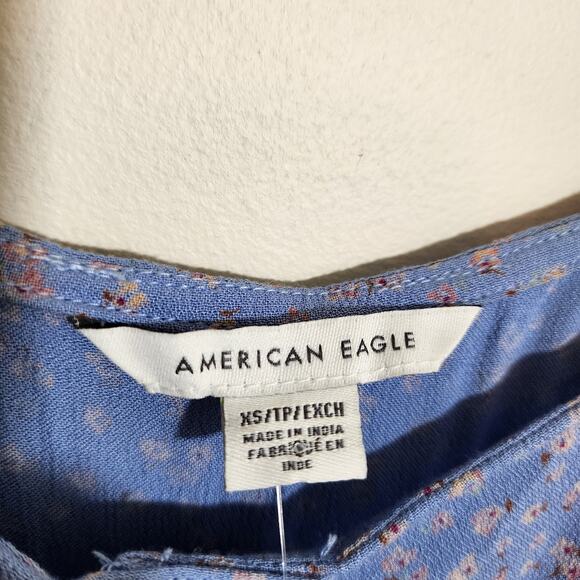 AMERICAN EAGLE
XS/TP/EXCH
MADE IN INDIA
FABRIQUÉ EN
INDE